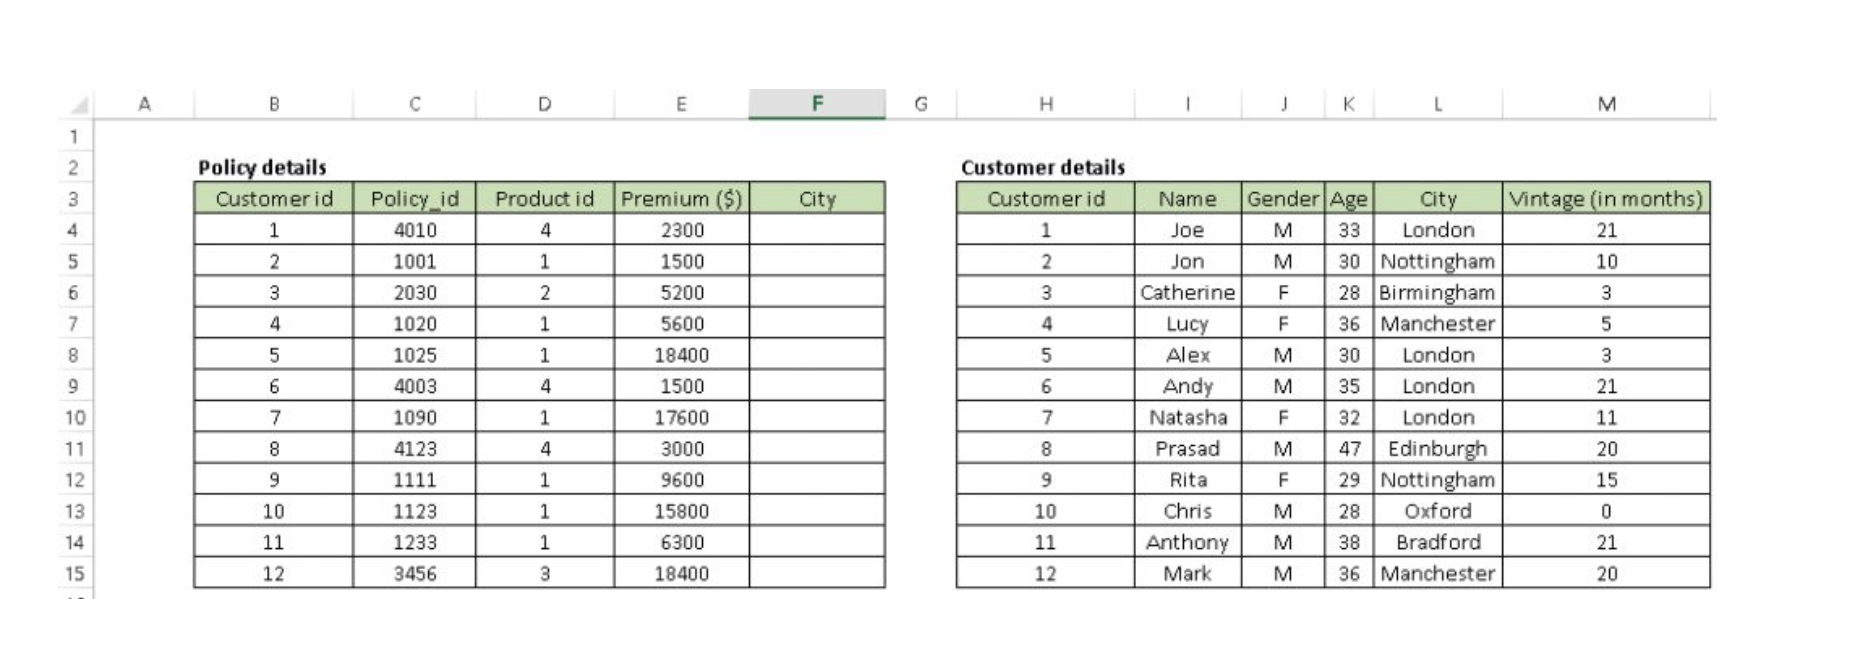 A B C D E F G H I J K L M
1
2 Policy details Customer details
3 Customer id Policy_id Product id Premium ($) City Customer id Name Gender Age City Vintage (in months)
4 1 4010 4 2300 1 Joe M 33 London 21
5 2 1001 1 1500 2 Jon M 30 Nottingham 10
6 3 2030 2 5200 3 Catherine F 28 Birmingham 3
7 4 1020 1 5600 4 Lucy F 36 Manchester 5
8 5 1025 1 18400 5 Alex M 30 London 3
9 6 4003 4 1500 6 Andy M 35 London 21
10 7 1090 1 17600 7 Natasha F 32 London 11
11 8 4123 4 3000 8 Prasad M 47 Edinburgh 20
12 9 1111 1 9600 9 Rita F 29 Nottingham 15
13 10 1123 1 15800 10 Chris M 28 Oxford 0
14 11 1233 1 6300 11 Anthony M 38 Bradford 21
15 12 3456 3 18400 12 Mark M 36 Manchester 20